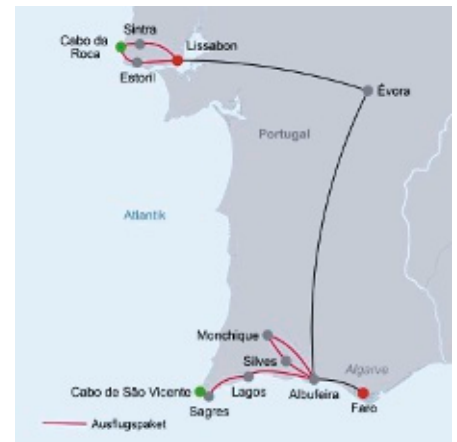 Sintra
Cabo da
Roca
Lissabon
Estoril
Évora
Portugal
Atlantik
Monchique
Silves
Algarve
Cabo de São Vicente
Lagos
Albufeira
Sagres
Faro
Ausflugspaket